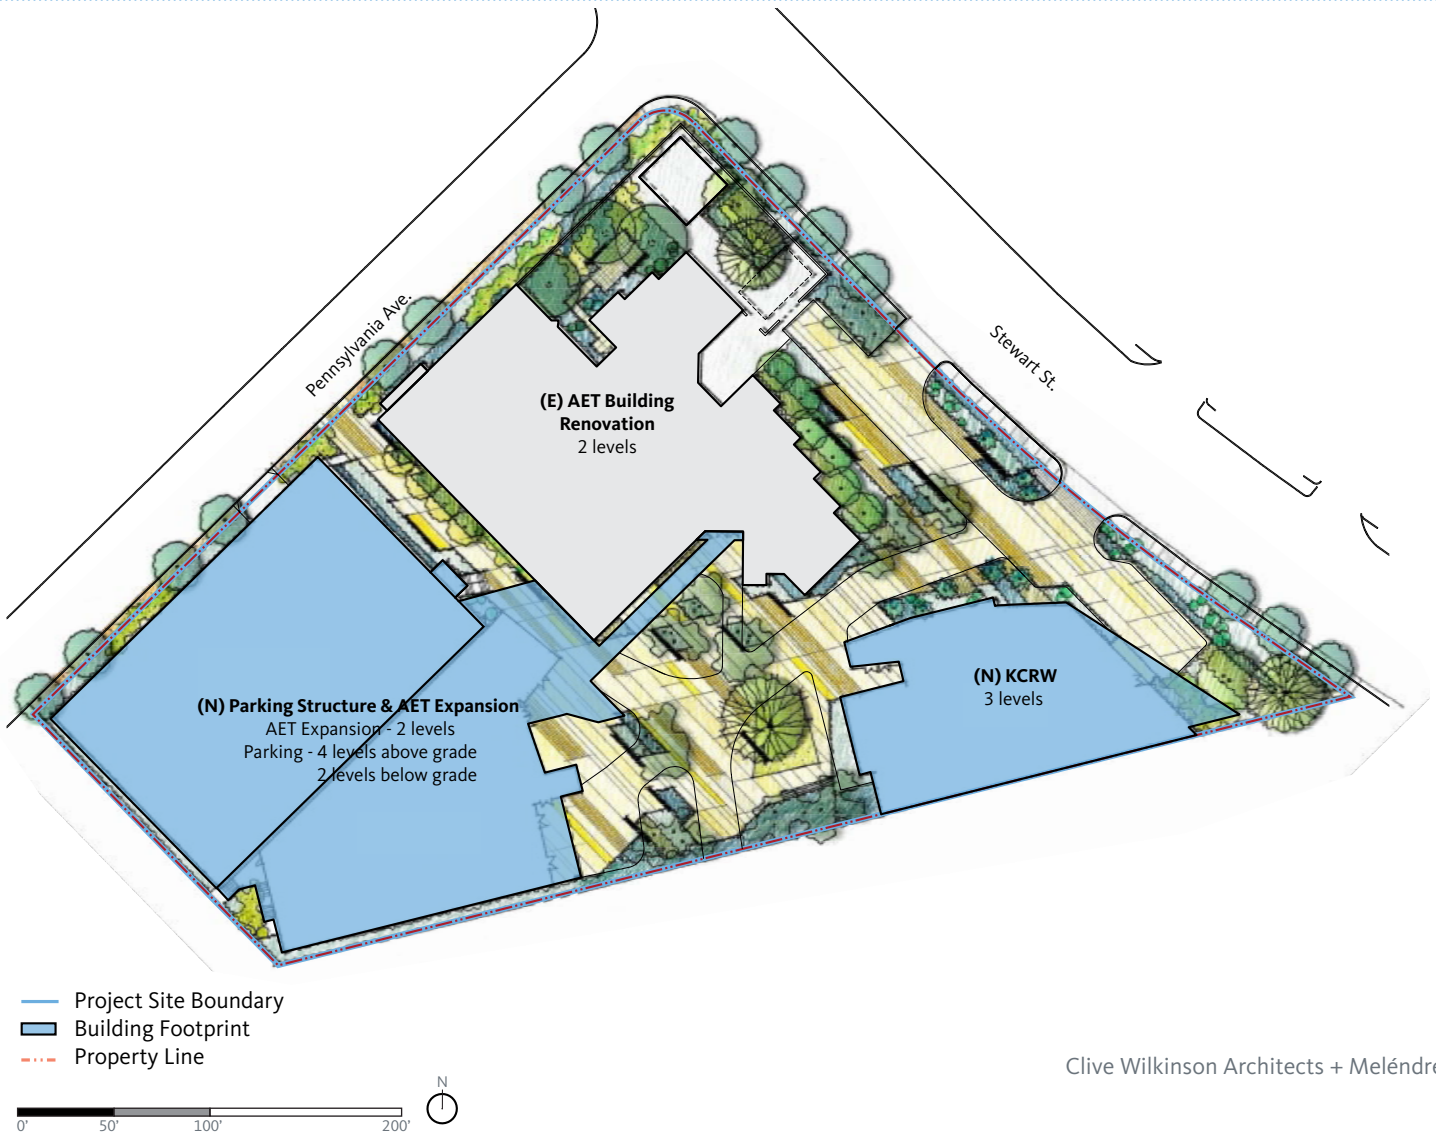 Pennsylvania Ave.
Stewart St.
(E) AET Building
Renovation
2 levels
(N) KCRW
3 levels
(N) Parking Structure & AET Expansion
AET Expansion - 2 levels
Parking - 4 levels above grade
2 levels below grade
Project Site Boundary
Building Footprint
Property Line
Clive Wilkinson Architects + Meléndre
N
0' 50' 100' 200'